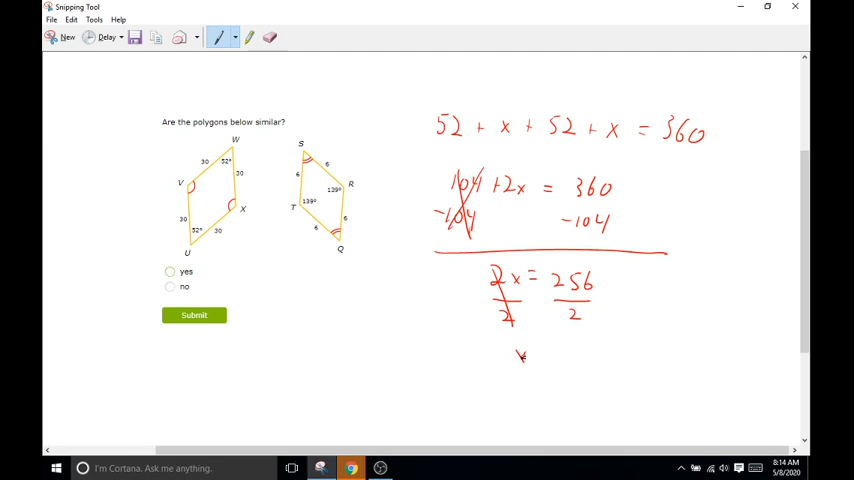 Snipping Tool
File Edit Tools Help
New Delay
Are the polygons below similar?
52 + x + 52 + x = 360
W
S
30 52° 30
6
V
6 139° R
104 + 2x = 360
X
T 139°
-104 -104
30 52° 30
6 6
U
Q
yes
2x = 256
no
2 2
Submit
x
I'm Cortana. Ask me anything.
8:14 AM
5/8/2020